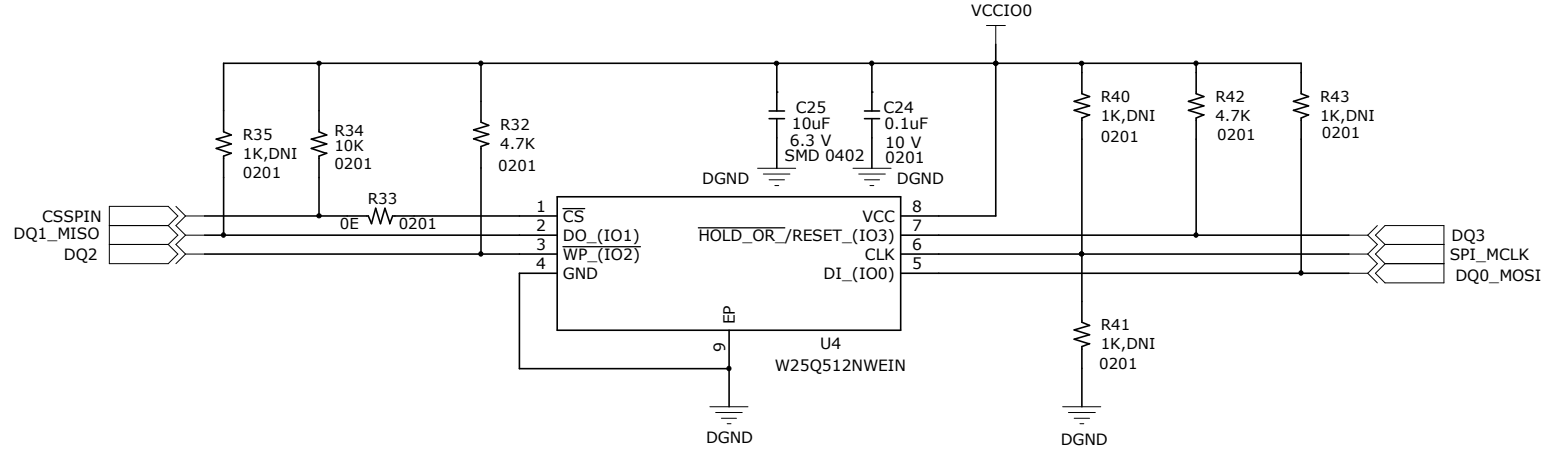 VCCIO0
R35
1K,DNI
0201
R34
10K
0201
R32
4.7K
0201
C25
10uF
6.3 V
SMD 0402
DGND
C24
0.1uF
10 V
0201
DGND
R40
1K,DNI
0201
R42
4.7K
0201
R43
1K,DNI
0201
R33
0E 0201
CSSPIN
DQ1_MISO
DQ2
1
2
3
4
CS
DO_(IO1)
WP_(IO2)
GND
VCC
HOLD_OR_/RESET_(IO3)
CLK
DI_(IO0)
8
7
6
5
DQ3
SPI_MCLK
DQ0_MOSI
EP
9
U4
W25Q512NWEIN
DGND
R41
1K,DNI
0201
DGND